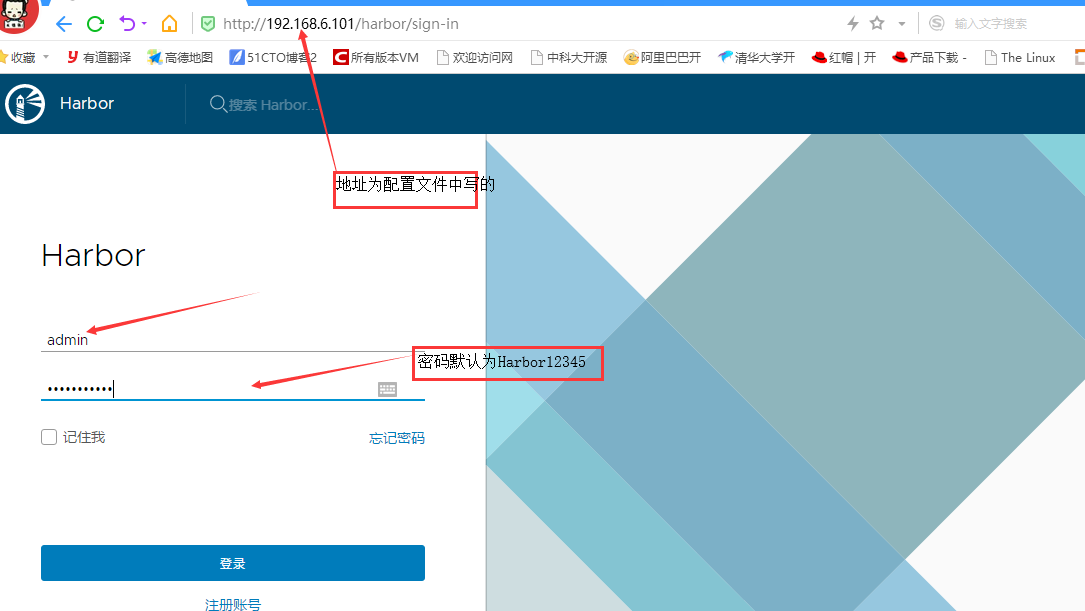 http://192.168.6.101/harbor/sign-in
输入文字搜索
收藏 有道翻译 高德地图 51CTO博客2 所有版本VM 欢迎访问网 中科大开源 阿里巴巴开 清华大学开 红帽 | 开 产品下载 - The Linux
Harbor 搜索 Harbor...
地址为配置文件中写的
Harbor
admin
密码默认为Harbor12345
•••••••••••
记住我 忘记密码
登录
注册账号